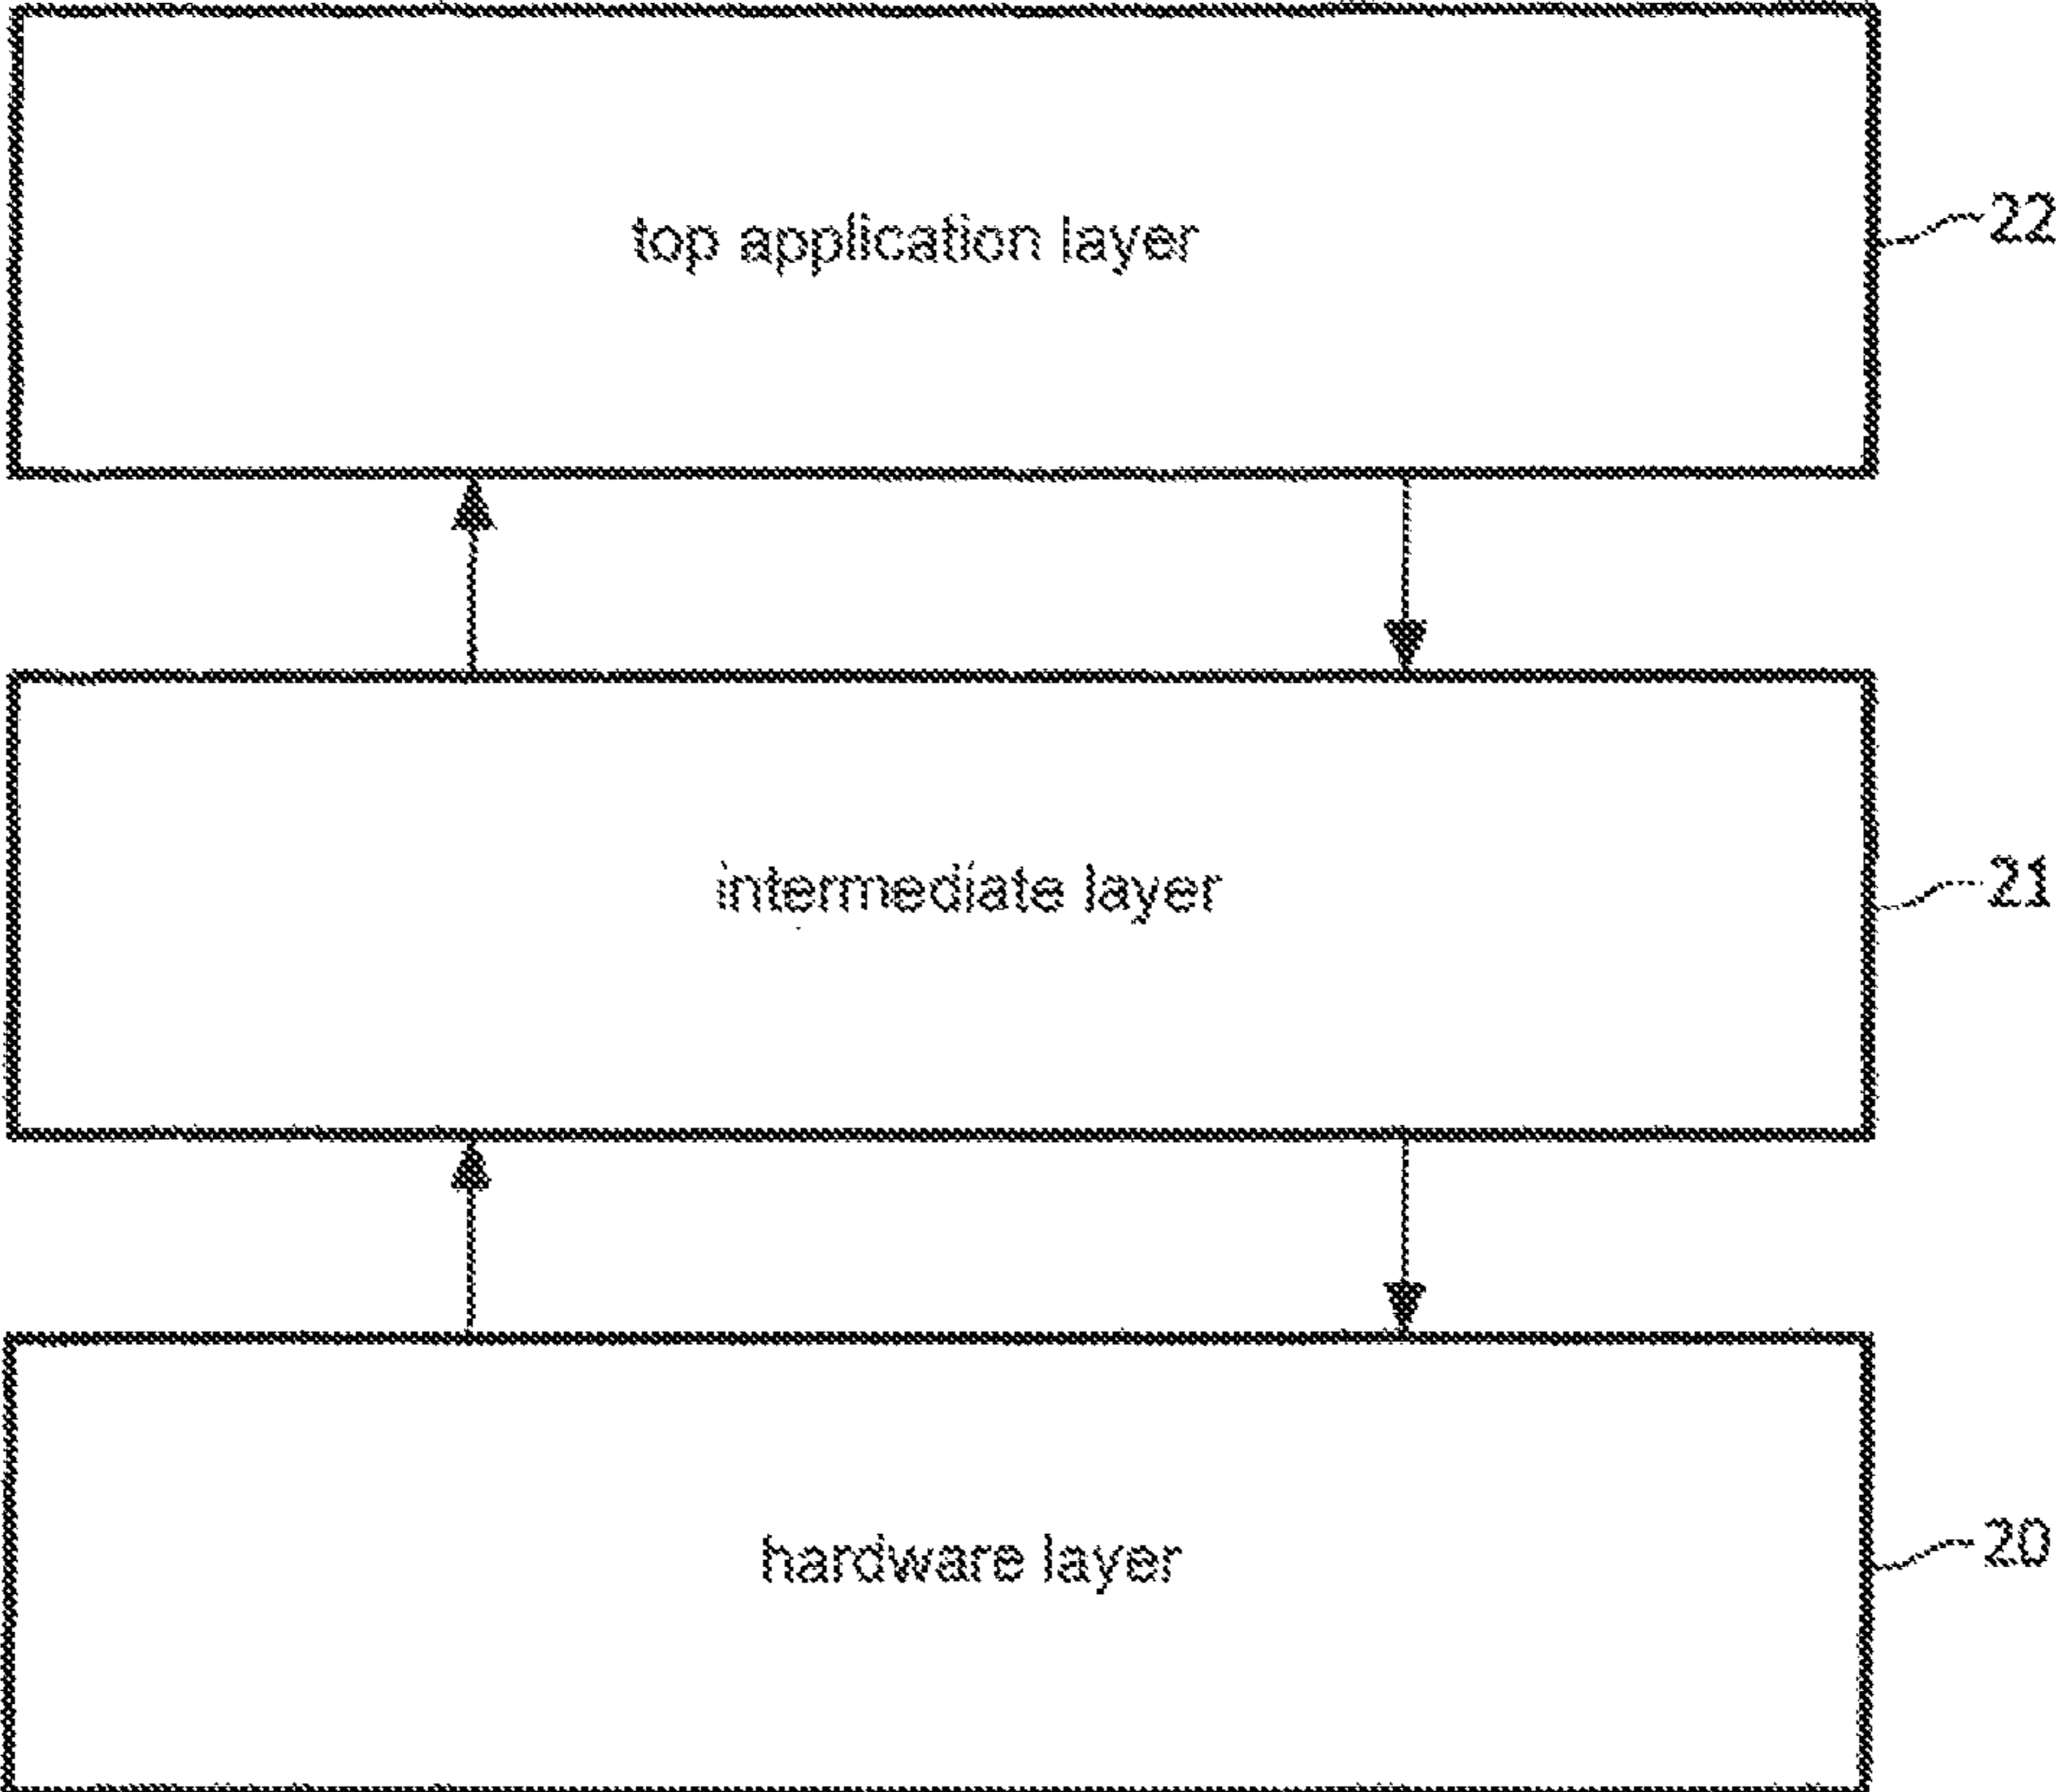 top application layer
22
intermediate layer
21
hardware layer
20